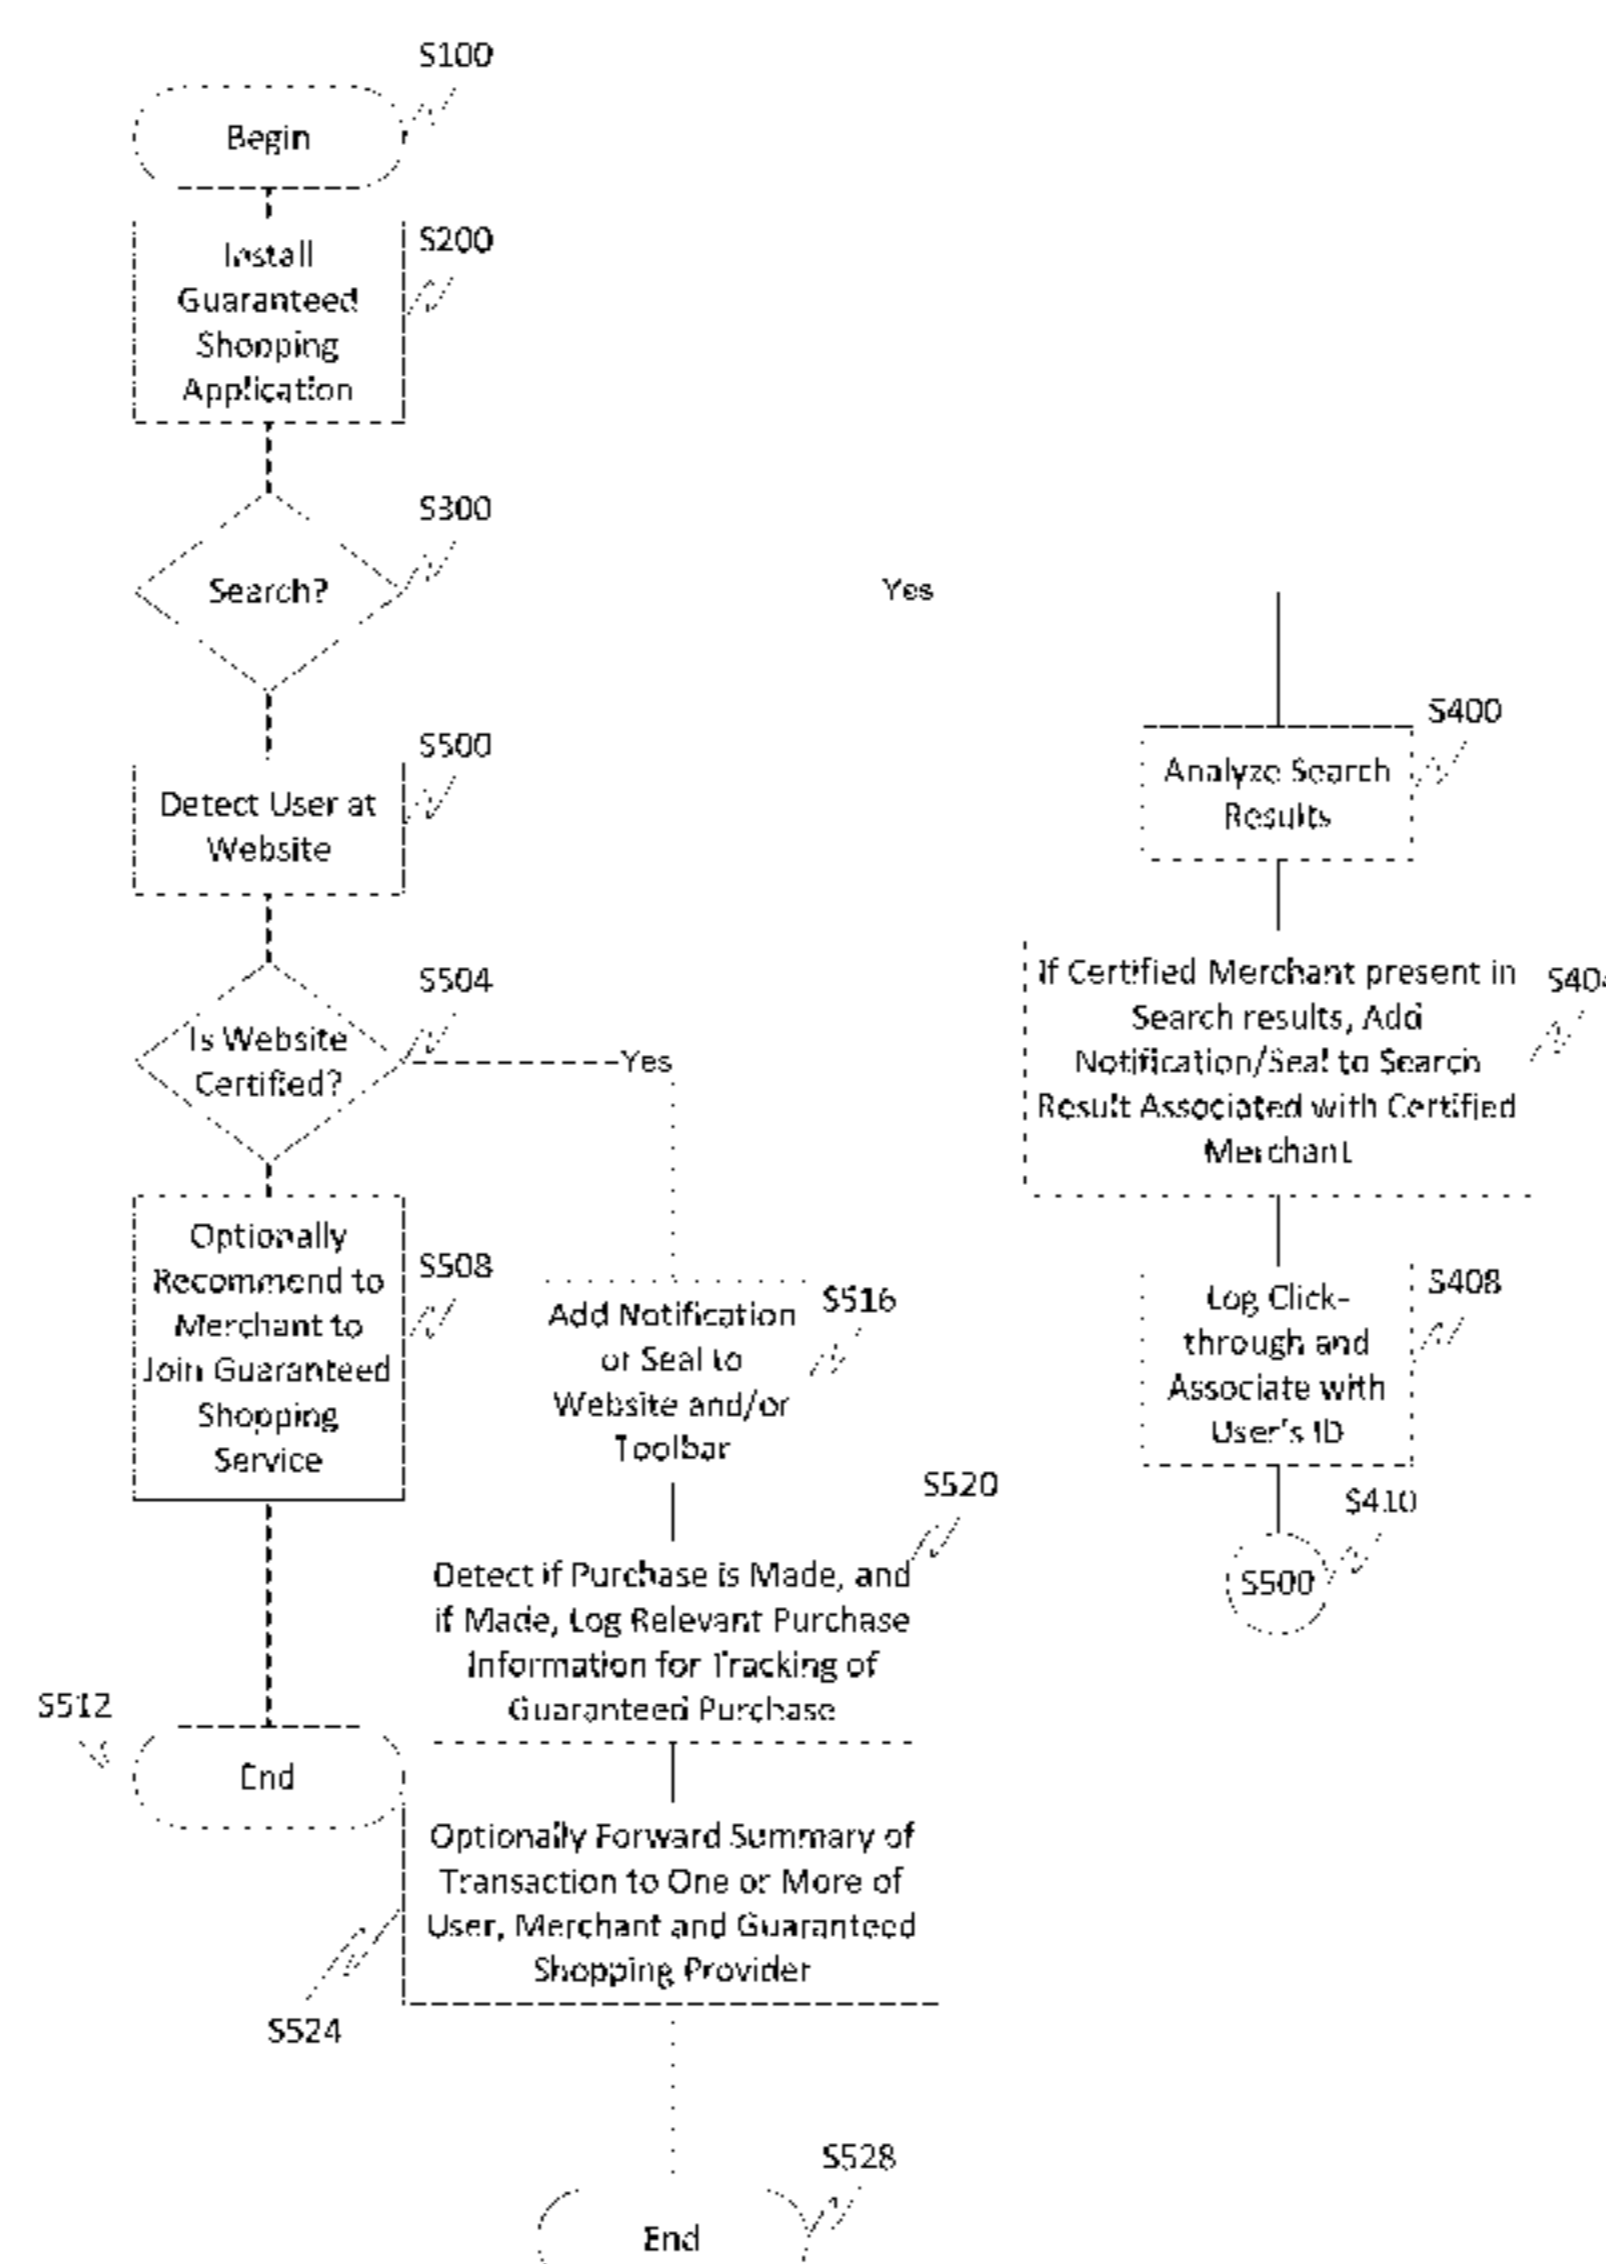 S100
Begin
S200
Install
Guaranteed
Shopping
Application
S300
Search?
Yes
S500
Detect User at
Website
S400
Analyze Search
Results
S504
Is Website
Certified?
Yes
If Certified Merchant present in
Search results, Add
Notification/Seal to Search
Result Associated with Certified
Merchant
S508
Optionally
Recommend to
Merchant to
Join Guaranteed
Shopping
Service
S516
Add Notification
or Seal to
Website and/or
Toolbar
S408
Log Click-
through and
Associate with
User's ID
S410
S500
S520
Detect if Purchase is Made, and
if Made, Log Relevant Purchase
Information for Tracking of
Guaranteed Purchase
S512
End
Optionally Forward Summary of
Transaction to One or More of
User, Merchant and Guaranteed
Shopping Provider
S524
S528
End